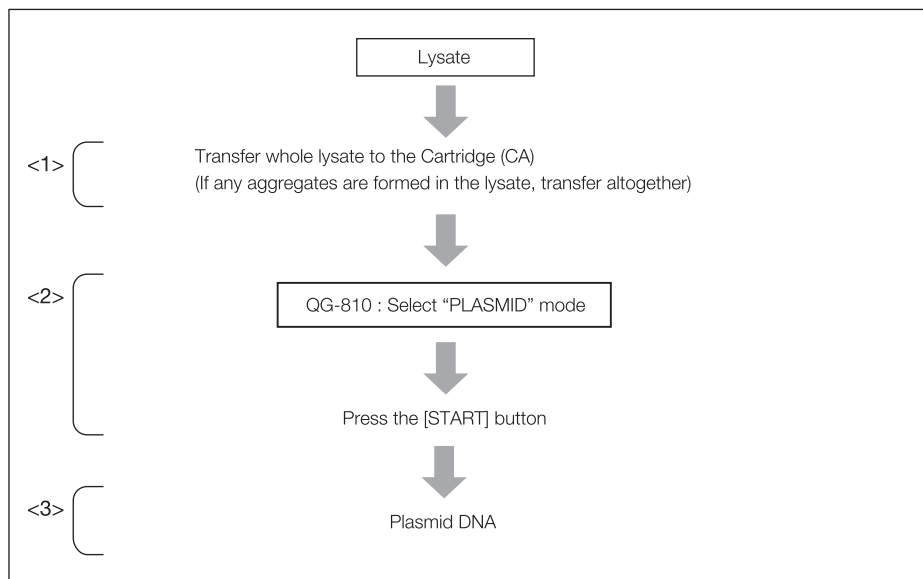 Lysate
<1>
Transfer whole lysate to the Cartridge (CA)
(If any aggregates are formed in the lysate, transfer altogether)
<2>
QG-810 : Select “PLASMID” mode
Press the [START] button
<3>
Plasmid DNA